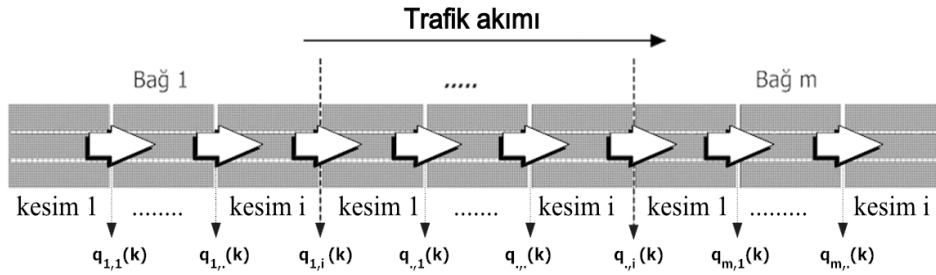 Trafik akımı
Bağ 1 ..... Bağ m
kesim 1 ........ kesim i kesim 1 ....... kesim i kesim 1 ......... kesim i
q1,1(k) q1,.(k) q1,i(k) q.,1(k) q.,.(k) q.,i(k) qm,1(k) qm,.(k)